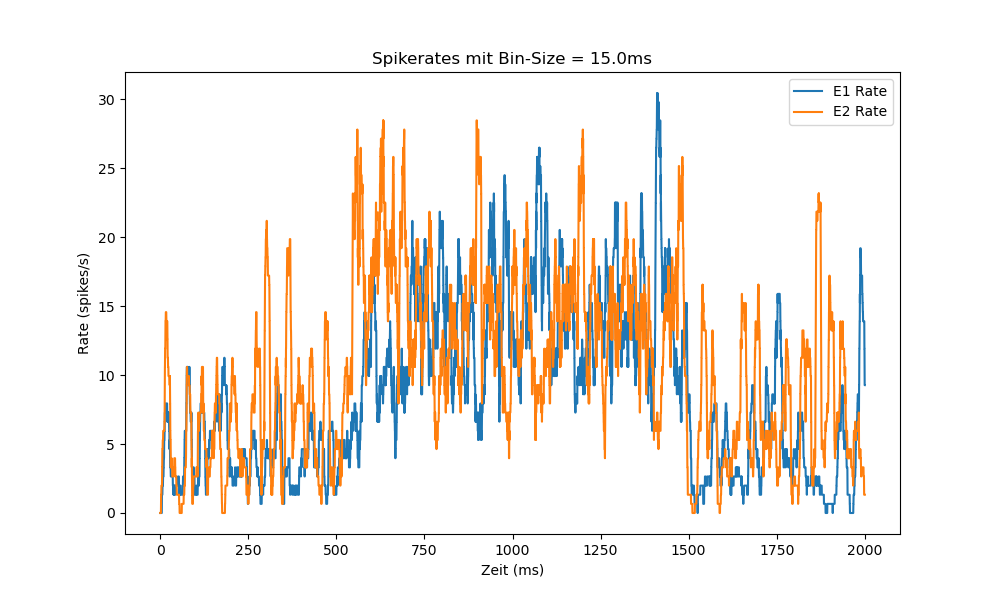 Spikerates mit Bin-Size = 15.0ms
E1 Rate
E2 Rate
Rate (spikes/s)
30
25
20
15
10
5
0
0 250 500 750 1000 1250 1500 1750 2000
Zeit (ms)